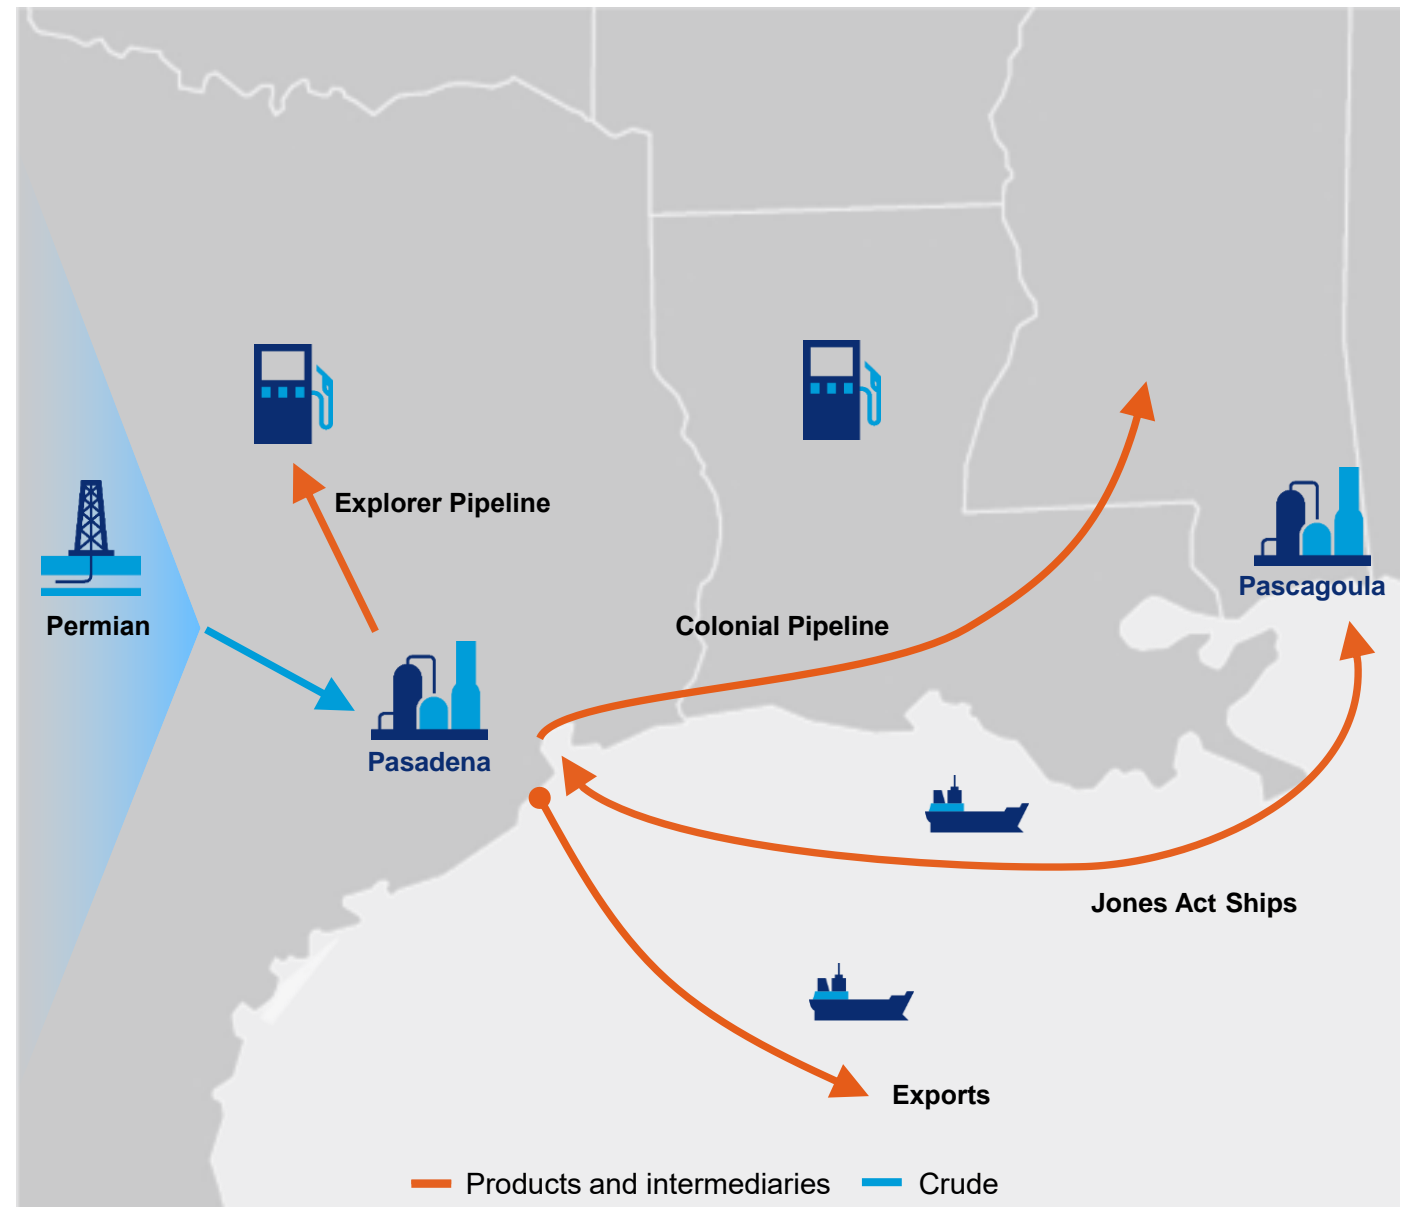 Explorer Pipeline
Pascagoula
Permian
Colonial Pipeline
Pasadena
Jones Act Ships
Exports
Products and intermediaries
Crude